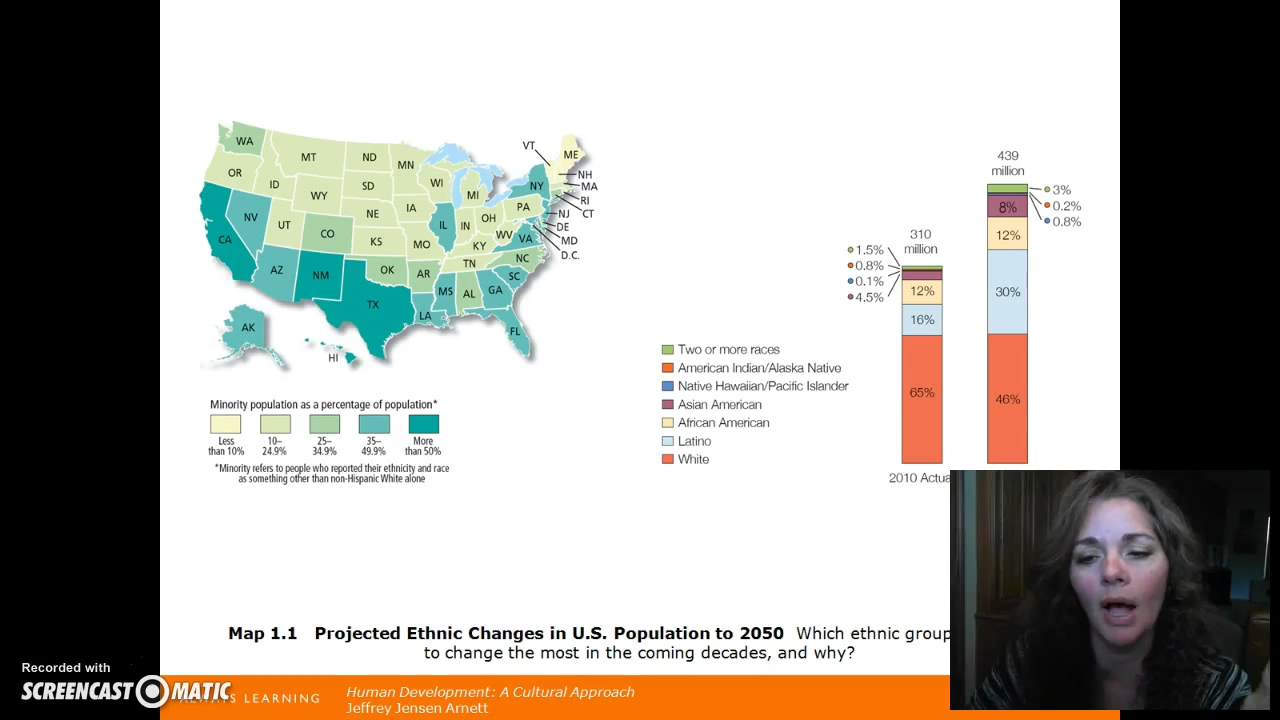 WA
MT
ND
MN
VT
ME
OR
ID
WY
SD
WI
MI
NY
NH
MA
RI
CT
NV
UT
CO
NE
IA
IL
IN
OH
PA
NJ
DE
MD
D.C.
CA
AZ
NM
KS
MO
KY
WV
VA
OK
AR
TN
NC
SC
TX
LA
MS
AL
GA
FL
AK
HI
Minority population as a percentage of population*
Less than 10%
10–24.9%
25–34.9%
35–49.9%
More than 50%
*Minority refers to people who reported their ethnicity and race
as something other than non-Hispanic White alone
Two or more races
American Indian/Alaska Native
Native Hawaiian/Pacific Islander
Asian American
African American
Latino
White
310
million
1.5%
0.8%
0.1%
4.5%
12%
16%
65%
2010 Actua
439
million
3%
0.2%
0.8%
8%
12%
30%
46%
Map 1.1 Projected Ethnic Changes in U.S. Population to 2050 Which ethnic group
to change the most in the coming decades, and why?
Recorded with
SCREENCAST MATIC
ALWAYS LEARNING
Human Development: A Cultural Approach
Jeffrey Jensen Arnett